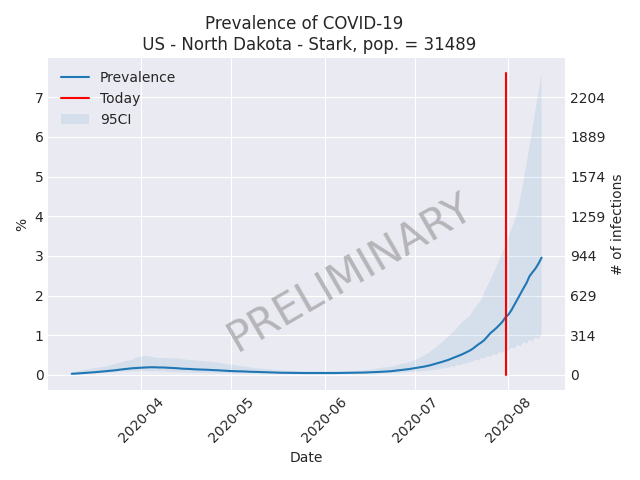 Prevalence of COVID-19
US - North Dakota - Stark, pop. = 31489
Prevalence
Today
95CI
7
6
5
4
3
2
1
0
%
2204
1889
1574
1259
944
629
314
0
# of infections
PRELIMINARY
2020-04
2020-05
2020-06
2020-07
2020-08
Date